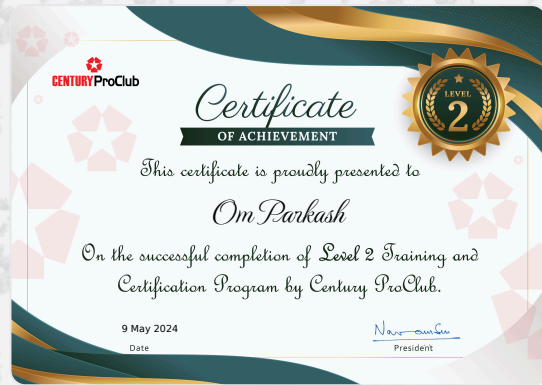 CENTURY ProClub
LEVEL
2
Certificate
OF ACHIEVEMENT
This certificate is proudly presented to
Om Parkash
On the successful completion of Level 2 Training and
Certification Program by Century ProClub.
9 May 2024
Date
President